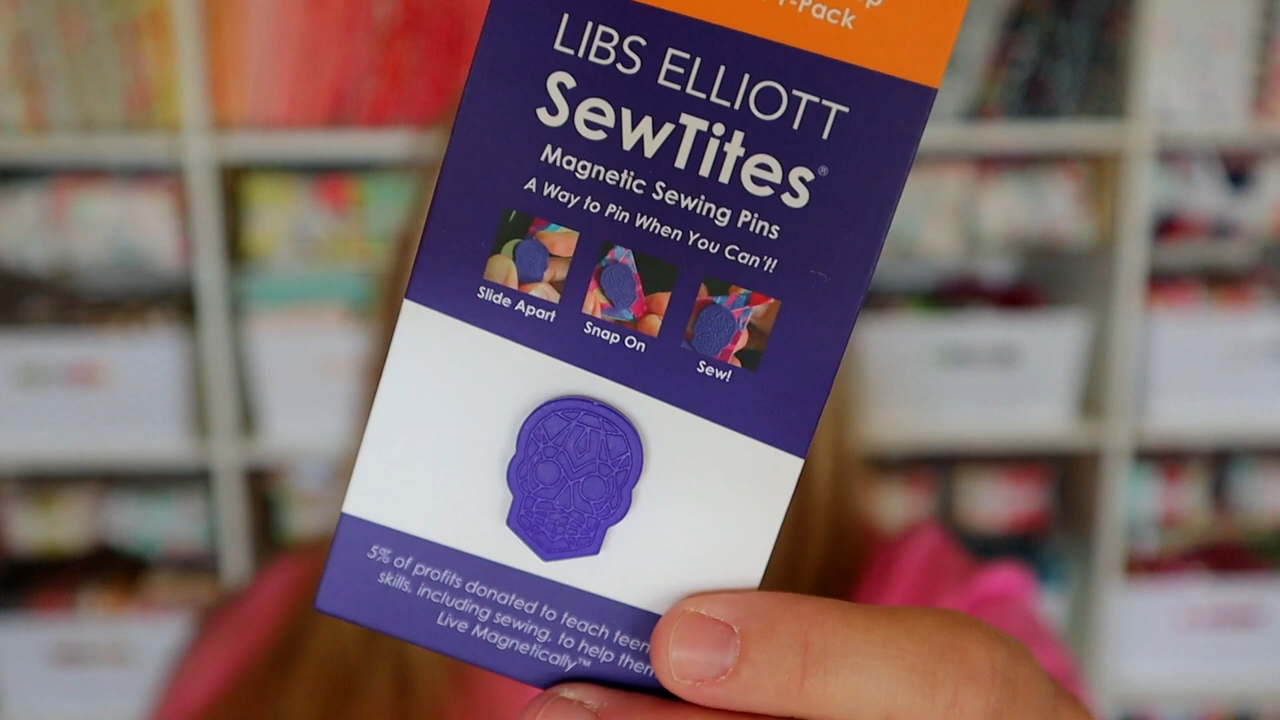 -Pack
LIBS ELLIOTT
SewTites®
Magnetic Sewing Pins
A Way to Pin When You Can't!
Slide Apart
Snap On
Sew!
5% of profits donated to teach teen
skills, including sewing, to help them
Live Magnetically™